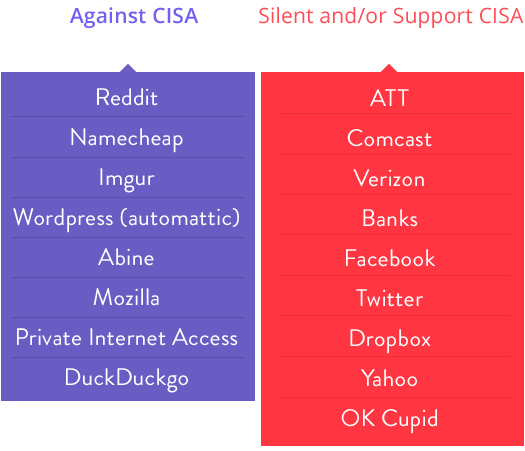 Against CISA
Reddit
Namecheap
Imgur
Wordpress (automattic)
Abine
Mozilla
Private Internet Access
DuckDuckgo
Silent and/or Support CISA
ATT
Comcast
Verizon
Banks
Facebook
Twitter
Dropbox
Yahoo
OK Cupid